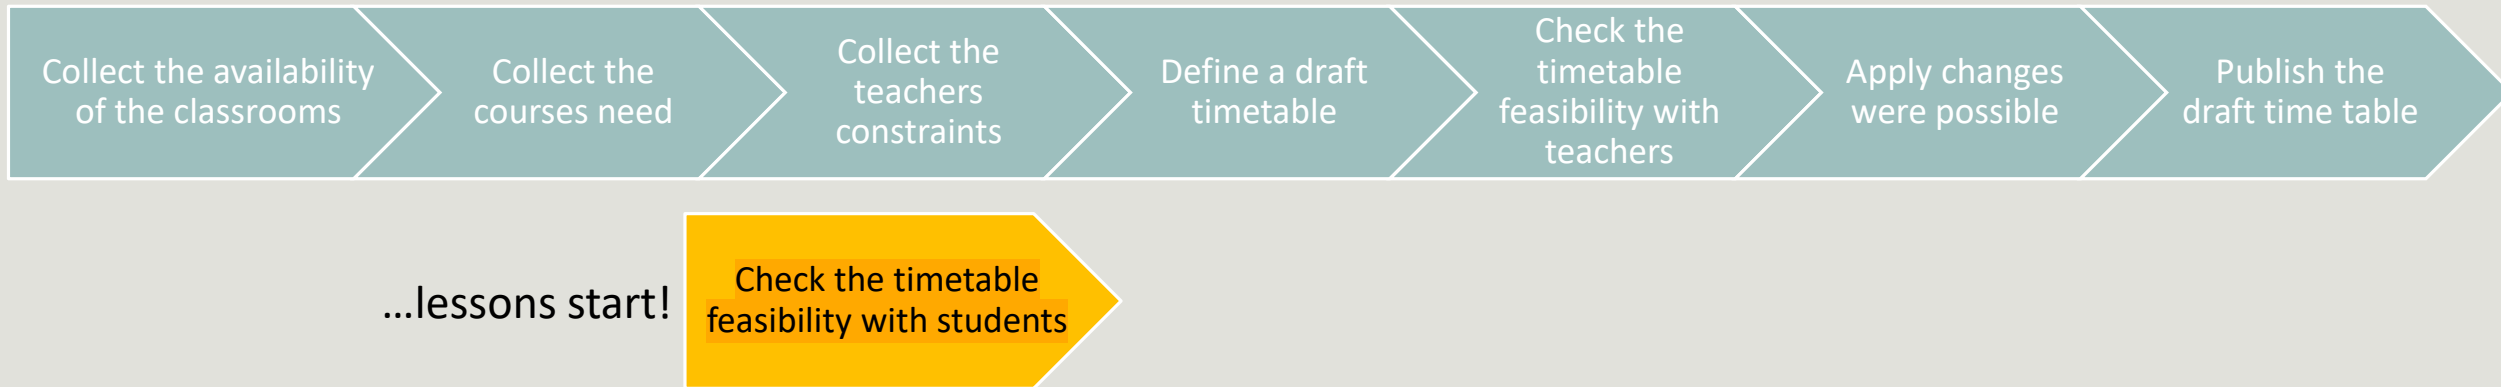 Collect the availability
of the classrooms
Collect the
courses need
Collect the
teachers
constraints
Define a draft
timetable
Check the
timetable
feasibility with
teachers
Apply changes
were possible
Publish the
draft time table
...lessons start!
Check the timetable
feasibility with students